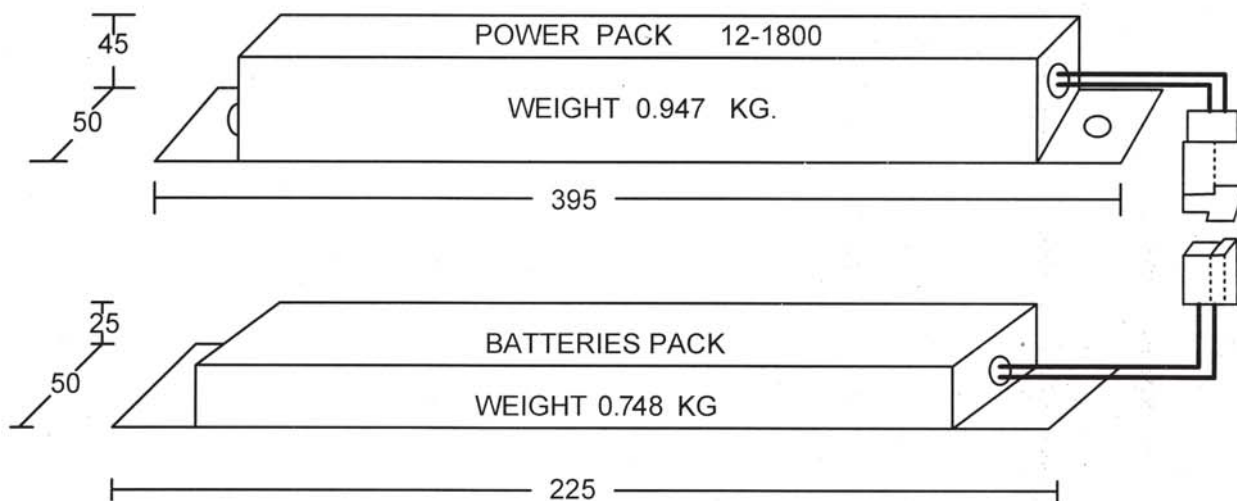 45
POWER PACK 12-1800
50
WEIGHT 0.947 KG.
395
25
BATTERIES PACK
50
WEIGHT 0.748 KG
225